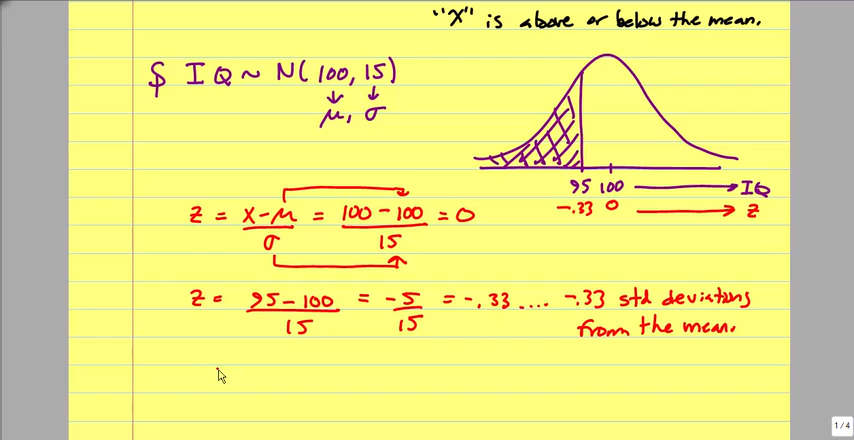 "X" is above or below the mean.
$ IQ ~ N(100, 15)
↓ ↓
μ, σ
95 100 → IQ
-.33 0 → Z
Z = X-μ/σ = 100-100/15 = 0
Z = 95-100/15 = -5/15 = -.33 .... -.33 std deviations
from the mean.
1/4